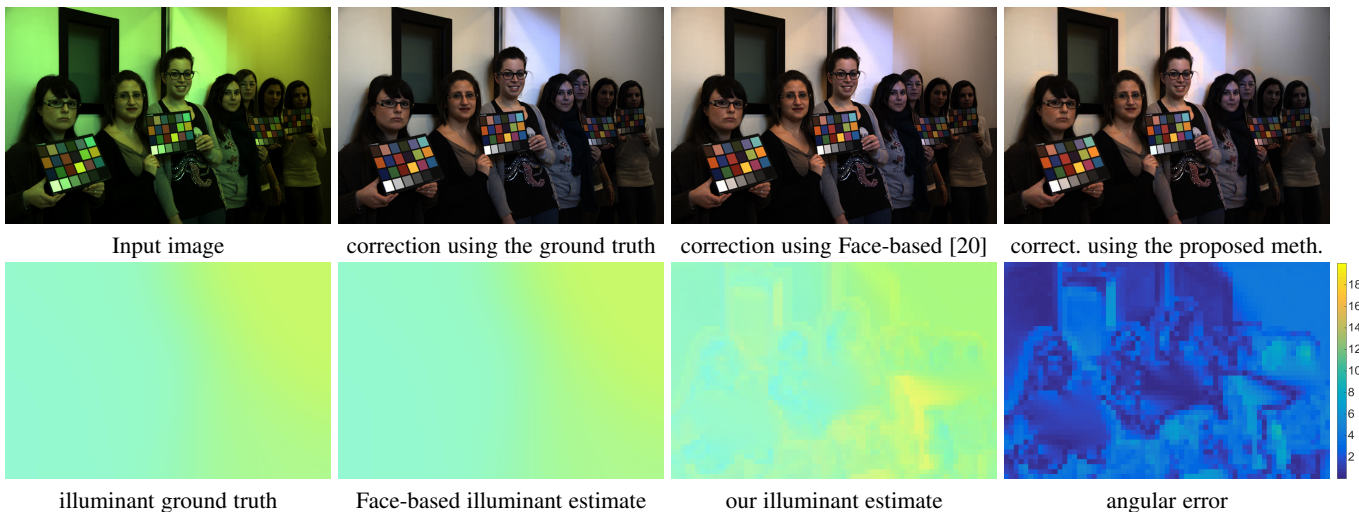 Input image
correction using the ground truth
correction using Face-based [20]
correct. using the proposed meth.
18
16
14
12
10
8
6
4
2
illuminant ground truth
Face-based illuminant estimate
our illuminant estimate
angular error